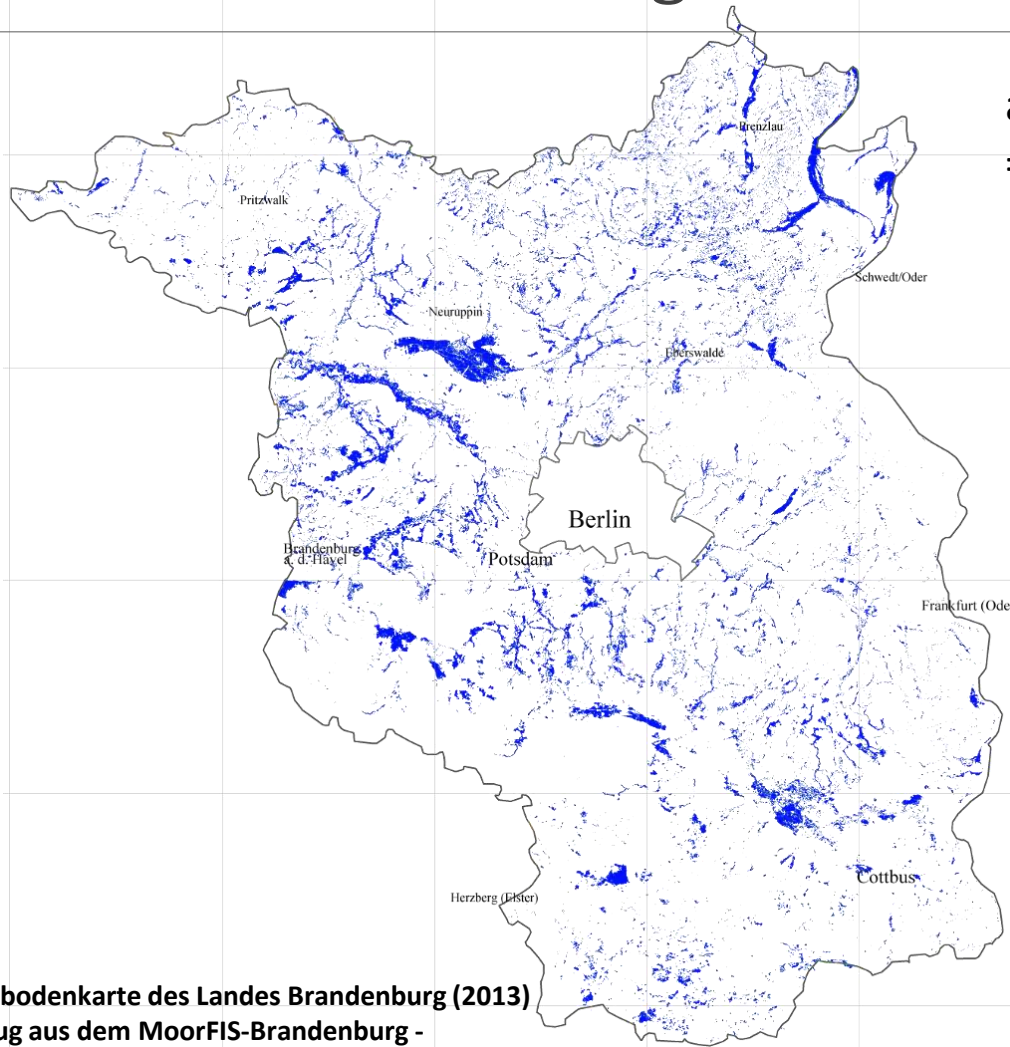 Prenzlau
Pritzwalk
Schwedt/Oder
Neuruppin
Eberswalde
Berlin
Brandenburg
a. d. Havel
Potsdam
Frankfurt (Ode
Cottbus
Herzberg (Elster)
bodenkarte des Landes Brandenburg (2013)
ug aus dem MoorFIS-Brandenburg -